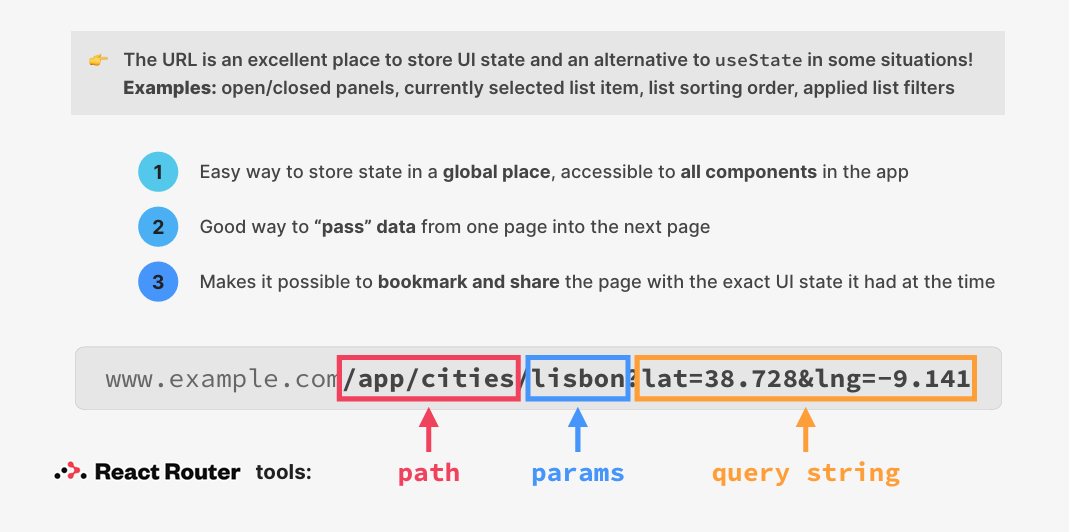 👉 The URL is an excellent place to store UI state and an alternative to useState in some situations!
Examples: open/closed panels, currently selected list item, list sorting order, applied list filters
1 Easy way to store state in a global place, accessible to all components in the app
2 Good way to “pass” data from one page into the next page
3 Makes it possible to bookmark and share the page with the exact UI state it had at the time
www.example.com/app/cities/lisbon?lat=38.728&lng=-9.141
React Router tools: path params query string